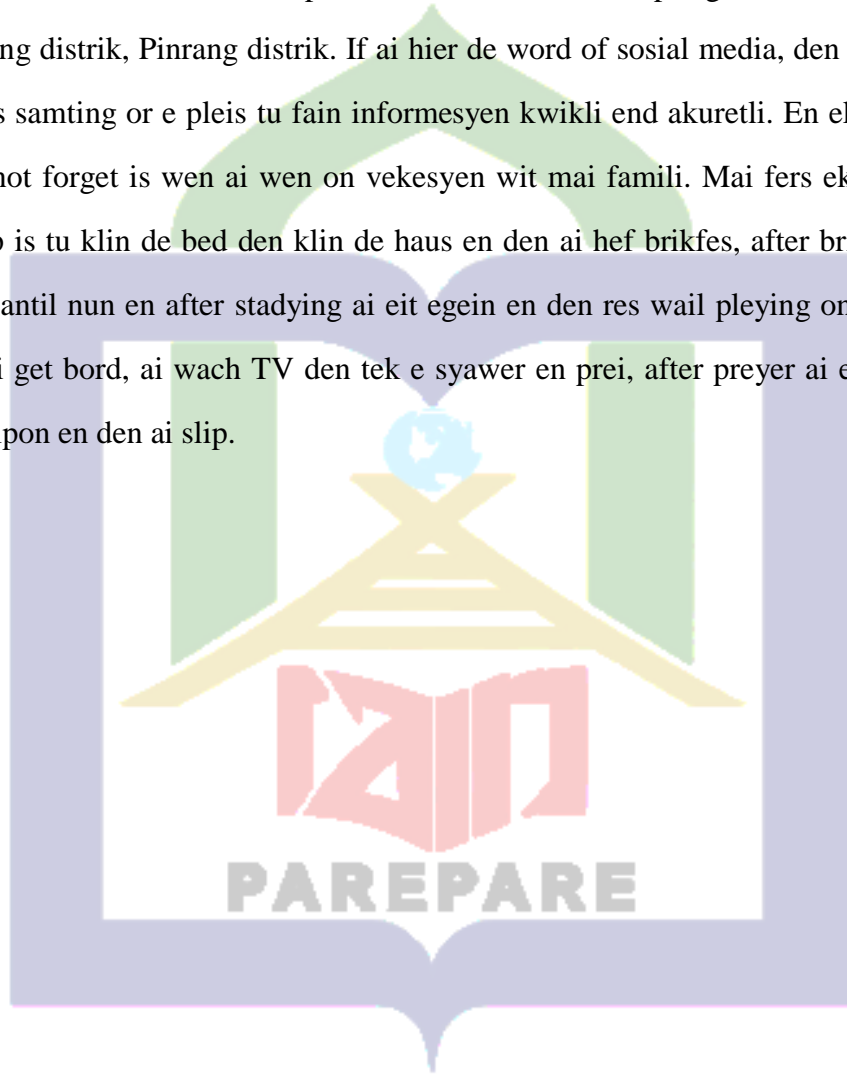 ng distrik, Pinrang distrik. If ai hier de word of sosial media, den
s samting or e pleis tu fain informesyen kwikli end akuretli. En el
not forget is wen ai wen on vekesyen wit mai famili. Mai fers ek
is tu klin de bed den klin de haus en den ai hef brikfes, after bri
antil nun en after stadying ai eit egein en den res wail pleying on
i get bord, ai wach TV den tek e syawer en prei, after preyer ai e
pon en den ai slip.
iain
PAREPARE